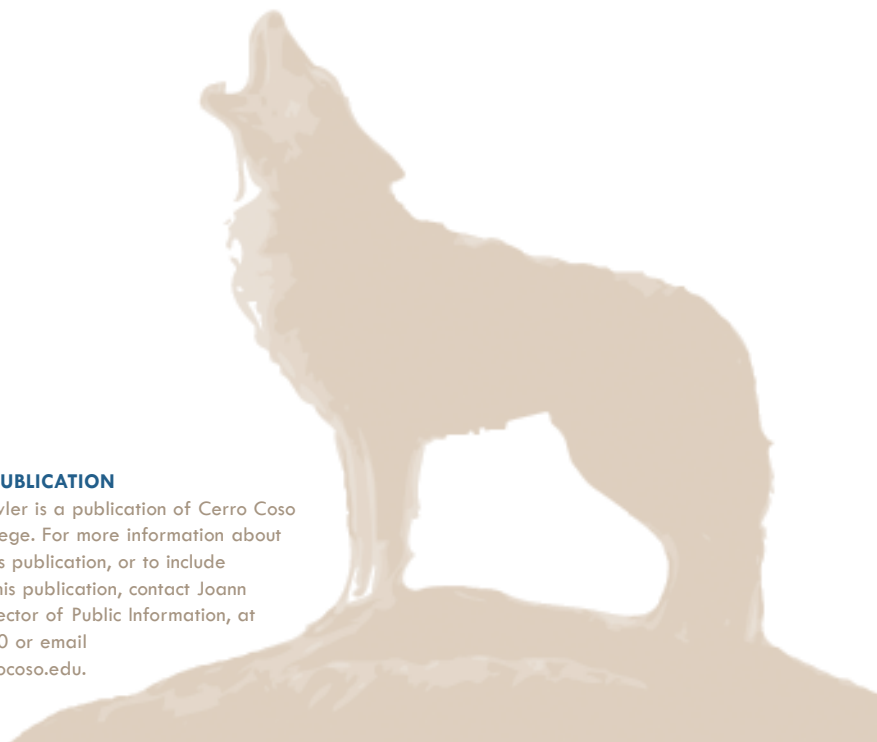 UBLICATION
ler is a publication of Cerro Coso
ege. For more information about
s publication, or to include
his publication, contact Joann
ector of Public Information, at
0 or email
ocoso.edu.